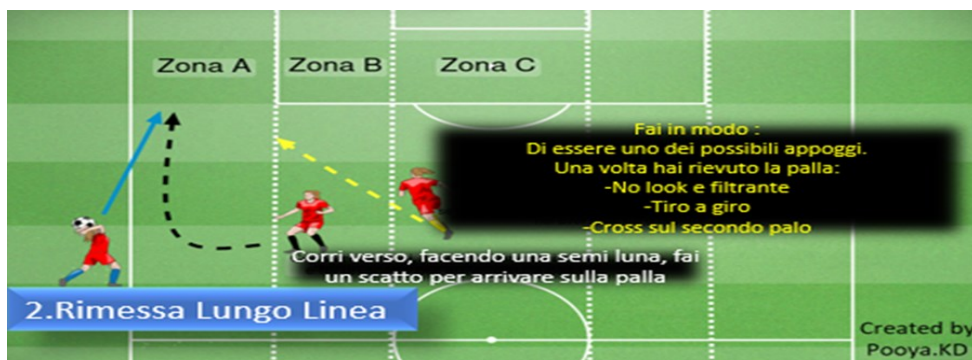 Zona A
Zona B
Zona C
Fai in modo :
Di essere uno dei possibili appoggi.
Una volta hai rievuto la palla:
-No look e filtrante
-Tiro a giro
-Cross sul secondo palo
Corri verso, facendo una semi luna, fai
un scatto per arrivare sulla palla
2.Rimessa Lungo Linea
Created by
Pooya.KD